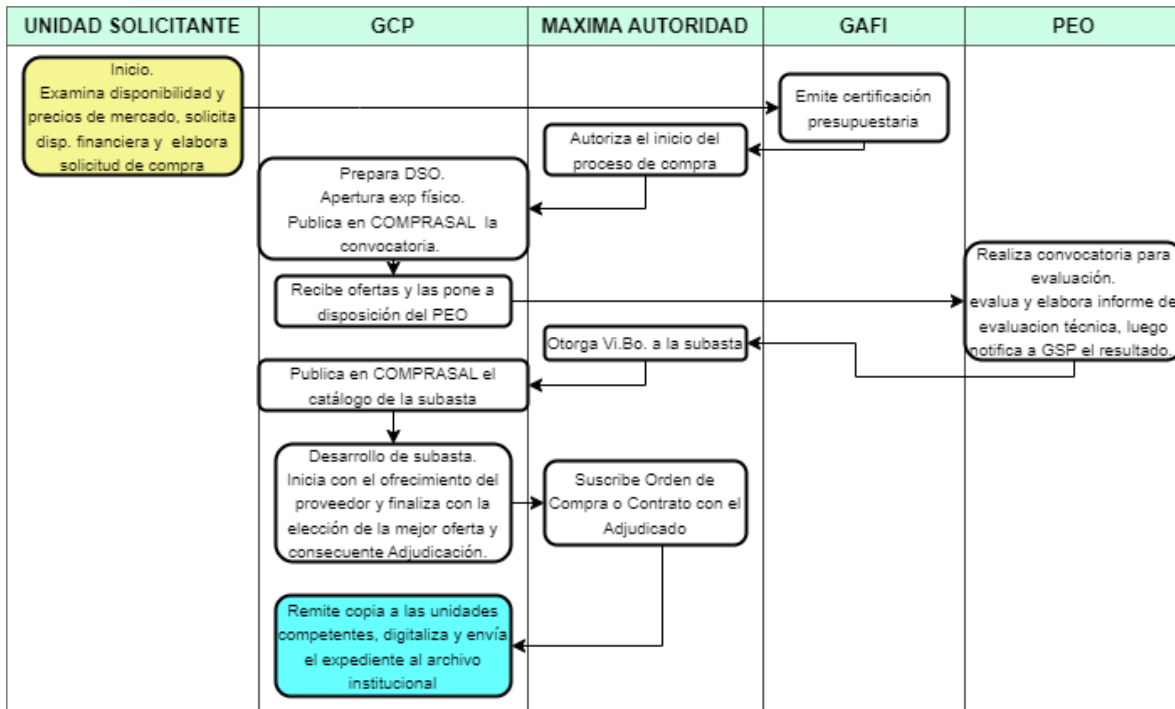 UNIDAD SOLICITANTE
GCP
MAXIMA AUTORIDAD
GAFI
PEO
Inicio.
Examina disponibilidad y
precios de mercado, solicita
disp. financiera y elabora
solicitud de compra
Emite certificación
presupuestaria
Autoriza el inicio del
proceso de compra
Prepara DSO.
Apertura exp físico.
Publica en COMPRASAL la
convocatoria.
Recibe ofertas y las pone a
disposición del PEO
Realiza convocatoria para
evaluación.
evalua y elabora informe de
evaluacion técnica, luego
notifica a GSP el resultado.
Otorga Vi.Bo. a la subasta
Publica en COMPRASAL el
catálogo de la subasta
Desarrollo de subasta.
Inicia con el ofrecimiento del
proveedor y finaliza con la
elección de la mejor oferta y
consecuente Adjudicación.
Suscribe Orden de
Compra o Contrato con el
Adjudicado
Remite copia a las unidades
competentes, digitaliza y envía
el expediente al archivo
institucional